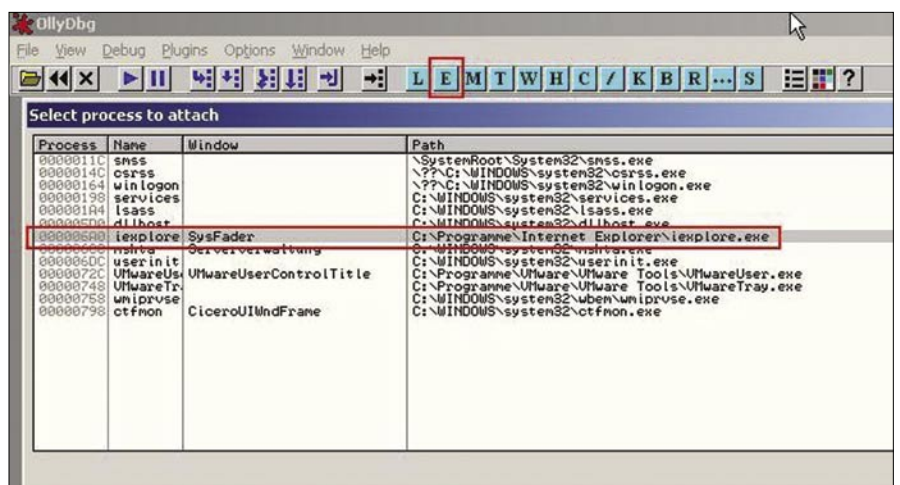 OllyDbg
File View Debug Plugins Options Window Help
L E M T W H C / K B R ... S ?
Select process to attach
Process Name Window Path
0000011C smss \SystemRoot\System32\smss.exe
0000014C csrss \??\C:\WINDOWS\system32\csrss.exe
00000164 winlogon \??\C:\WINDOWS\system32\winlogon.exe
00000198 services C:\WINDOWS\system32\services.exe
000001A4 lsass C:\WINDOWS\system32\lsass.exe
000005D0 dllhost C:\WINDOWS\system32\dllhost.exe
iexplore SysFader C:\Programme\Internet Explorer\iexplore.exe
mshta Serververwaltung C:\WINDOWS\system32\mshta.exe
000006DC userinit C:\WINDOWS\system32\userinit.exe
0000072C VMwareUse VMwareUserControlTitle C:\Programme\VMware\VMware Tools\VMwareUser.exe
00000748 VMwareTr C:\Programme\VMware\VMware Tools\VMwareTray.exe
00000758 wmiprvse C:\WINDOWS\system32\wbem\wmiprvse.exe
00000798 ctfmon CiceroUIWndFrame C:\WINDOWS\system32\ctfmon.exe